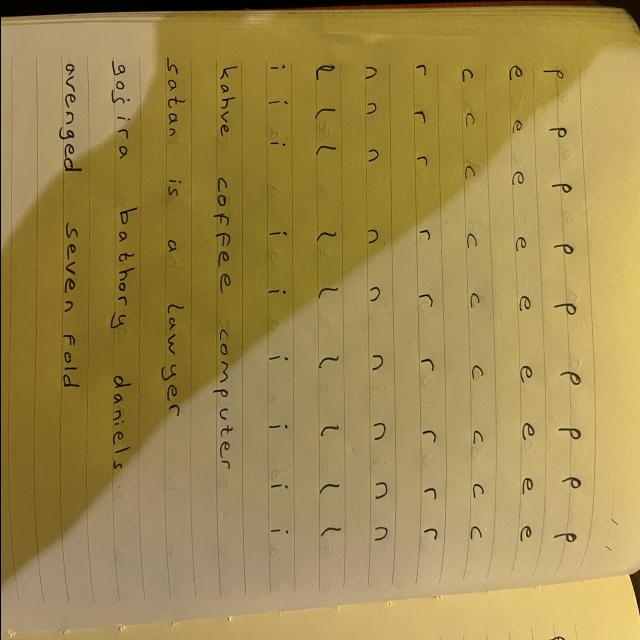 p p p p p p p p p
e e e e e e e e e
c c c c c c c c c
r r r r r r r r r
n n n n n n n n n
l l l l l l l l l
i i i i i i i i i
kahve coffee computer
satan is a lawyer
gojira bathory daniels
avenged seven fold